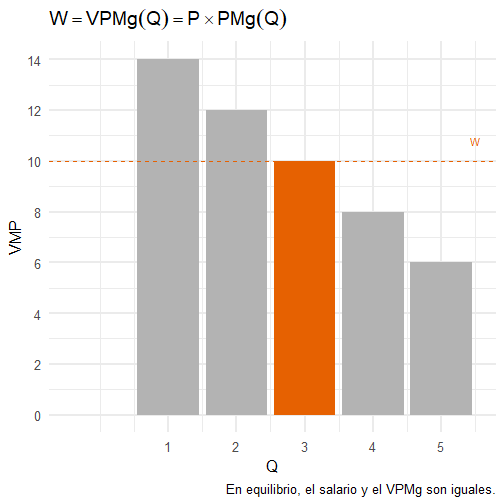 W = VPMg(Q) = P × PMg(Q)
14
12
W
10
8
6
4
2
0
VMP
1 2 3 4 5
Q
En equilibrio, el salario y el VPMg son iguales.